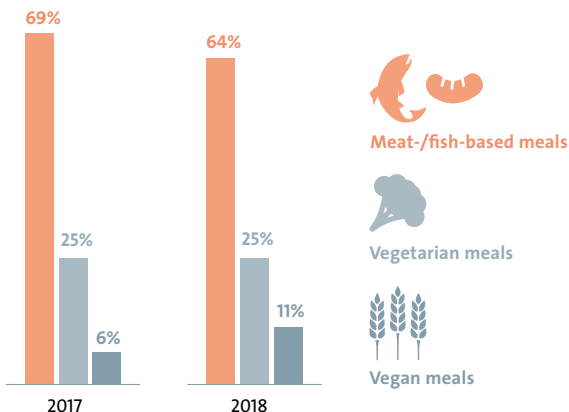 69%
25%
6%
2017
64%
25%
11%
2018
Meat-/fish-based meals
Vegetarian meals
Vegan meals